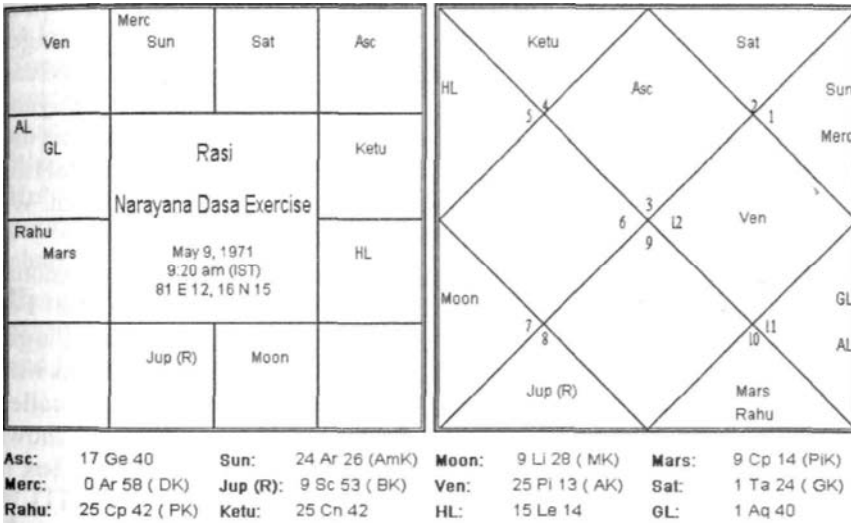 Ven
Merc
Sun
Sat
Asc
AL
GL
Ketu
Rahu
Mars
HL
Jup (R)
Moon
Rasi
Narayana Dasa Exercise
May 9, 1971
9:20 am (IST)
81 E 12, 16 N 15
Ketu
Sat
HL
Asc
Sun
4
2
5
1
Merc
3
6
12
Ven
9
Moon
GL
7
11
8
10
AL
Jup (R)
Mars
Rahu
Asc: 17 Ge 40 Sun: 24 Ar 26 (AmK) Moon: 9 Li 28 ( MK) Mars: 9 Cp 14 (PiK)
Merc: 0 Ar 58 ( DK) Jup (R): 9 Sc 53 ( BK) Ven: 25 Pi 13 ( AK) Sat: 1 Ta 24 ( GK)
Rahu: 25 Cp 42 ( PK) Ketu: 25 Cn 42 HL: 15 Le 14 GL: 1 Aq 40